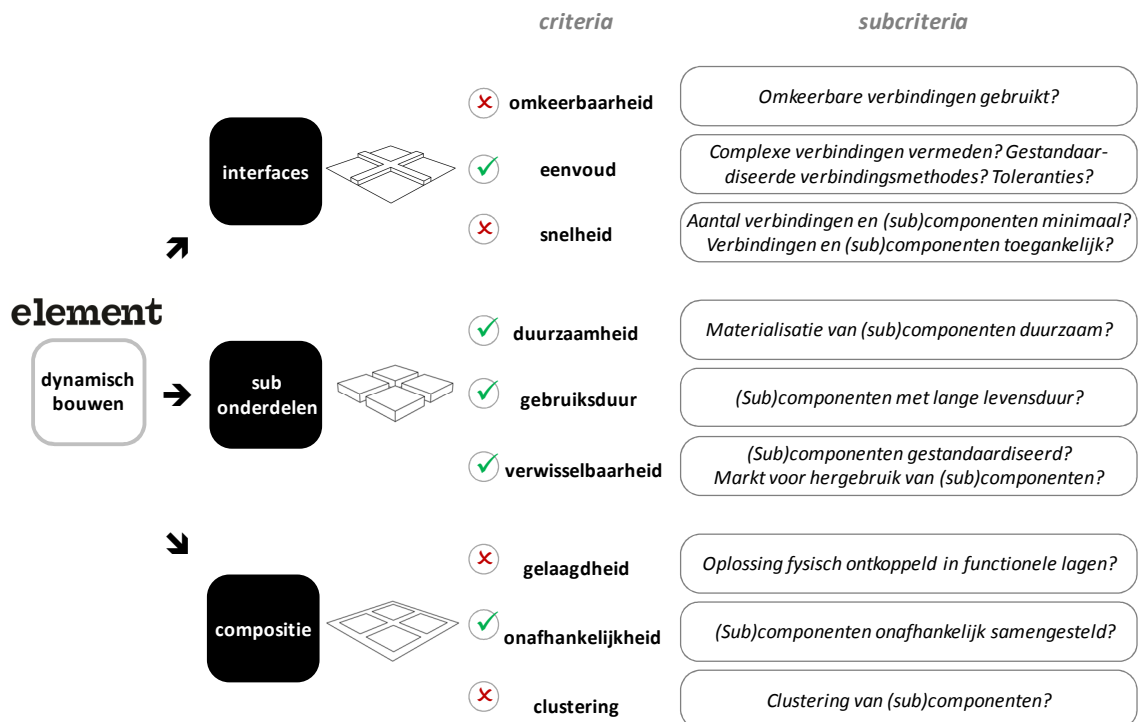 criteria
subcriteria
interfaces
omkeerbaarheid
Omkeerbare verbindingen gebruikt?
eenvoud
Complexe verbindingen vermeden? Gestandaar-
diseerde verbindingsmethodes? Toleranties?
snelheid
Aantal verbindingen en (sub)componenten minimaal?
Verbindingen en (sub)componenten toegankelijk?
element
dynamisch
bouwen
sub
onderdelen
duurzaamheid
Materialisatie van (sub)componenten duurzaam?
gebruiksduur
(Sub)componenten met lange levensduur?
verwisselbaarheid
(Sub)componenten gestandaardiseerd?
Markt voor hergebruik van (sub)componenten?
compositie
gelaagdheid
Oplossing fysisch ontkoppeld in functionele lagen?
onafhankelijkheid
(Sub)componenten onafhankelijk samengesteld?
clustering
Clustering van (sub)componenten?